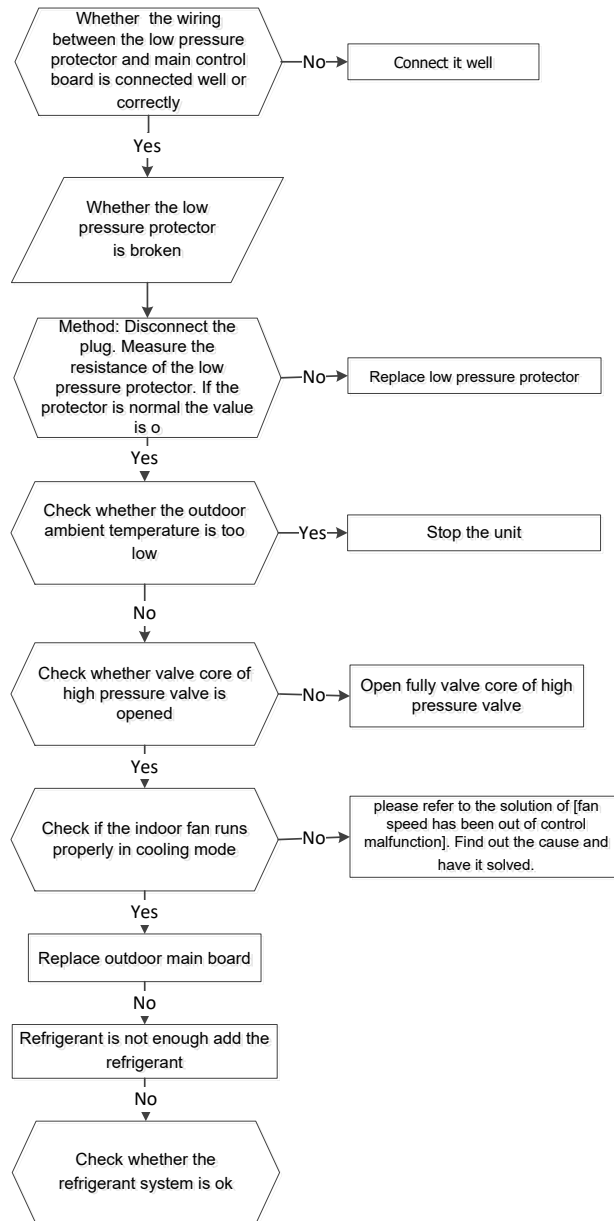 Whether the wiring
between the low pressure
protector and main control
board is connected well or
correctly
No
Connect it well
Yes
Whether the low
pressure protector
is broken
Method: Disconnect the
plug. Measure the
resistance of the low
pressure protector. If the
protector is normal the value
is o
No
Replace low pressure protector
Yes
Check whether the outdoor
ambient temperature is too
low
Yes
Stop the unit
No
Check whether valve core of
high pressure valve is
opened
No
Open fully valve core of high
pressure valve
Yes
Check if the indoor fan runs
properly in cooling mode
No
please refer to the solution of [fan
speed has been out of control
malfunction]. Find out the cause and
have it solved.
Yes
Replace outdoor main board
No
Refrigerant is not enough add the
refrigerant
No
Check whether the
refrigerant system is ok